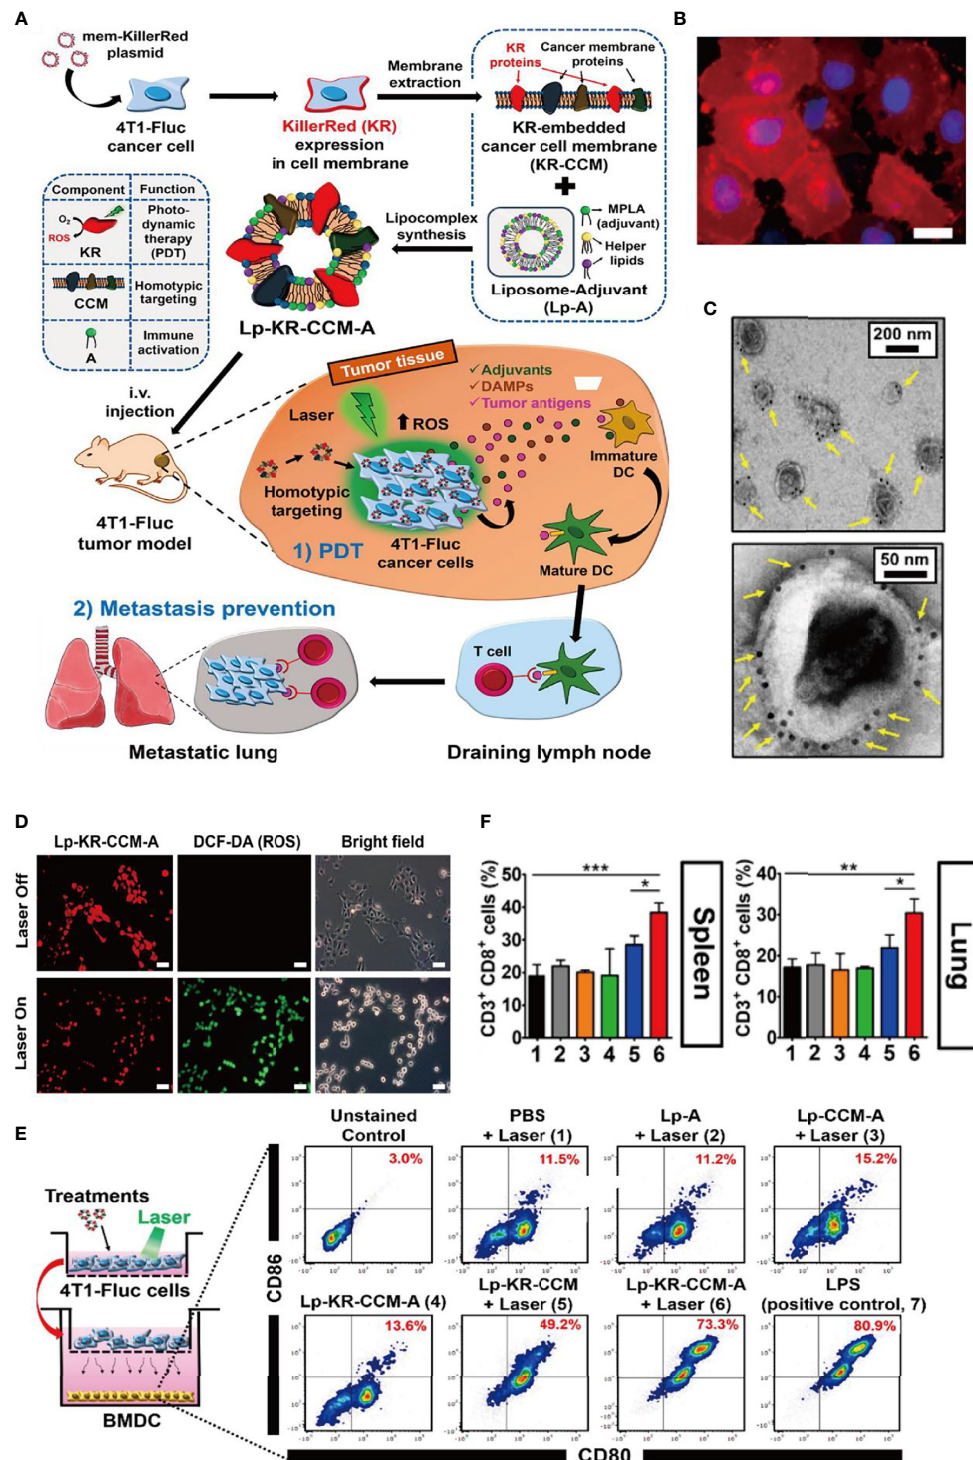 A
mem-KillerRed
plasmid
4T1-Fluc
cancer cell
KillerRed (KR)
expression
in cell membrane
Membrane
extraction
KR
proteins
Cancer membrane
proteins
KR-embedded
cancer cell membrane
(KR-CCM)
MPLA
(adjuvant)
Helper
lipids
Liposome-Adjuvant
(Lp-A)
Lipocomplex
synthesis
Lp-KR-CCM-A
Component Function
O₂
ROS
KR
Photo-
dynamic
therapy
(PDT)
CCM
Homotypic
targeting
A
Immune
activation
i.v.
injection
4T1-Fluc
tumor model
Tumor tissue
Laser
ROS
✓Adjuvants
✓DAMPs
✓Tumor antigens
Immature
DC
Homotypic
targeting
1) PDT
4T1-Fluc
cancer cells
Mature DC
2) Metastasis prevention
T cell
Metastatic lung
Draining lymph node
B
C
200 nm
50 nm
D
Lp-KR-CCM-A DCF-DA (ROS) Bright field
Laser Off
Laser On
F
CD3⁺ CD8⁺ cells (%)
50
40
30
20
10
0
***
*
1 2 3 4 5 6
Spleen
CD3⁺ CD8⁺ cells (%)
40
30
20
10
0
**
*
1 2 3 4 5 6
Lung
E
Treatments
Laser
4T1-Fluc cells
BMDC
CD86
Unstained
Control
3.0%
PBS
+ Laser (1)
11.5%
Lp-A
+ Laser (2)
11.2%
Lp-CCM-A
+ Laser (3)
15.2%
Lp-KR-CCM-A (4)
13.6%
Lp-KR-CCM
+ Laser (5)
49.2%
Lp-KR-CCM-A
+ Laser (6)
73.3%
LPS
(positive control, 7)
80.9%
CD80